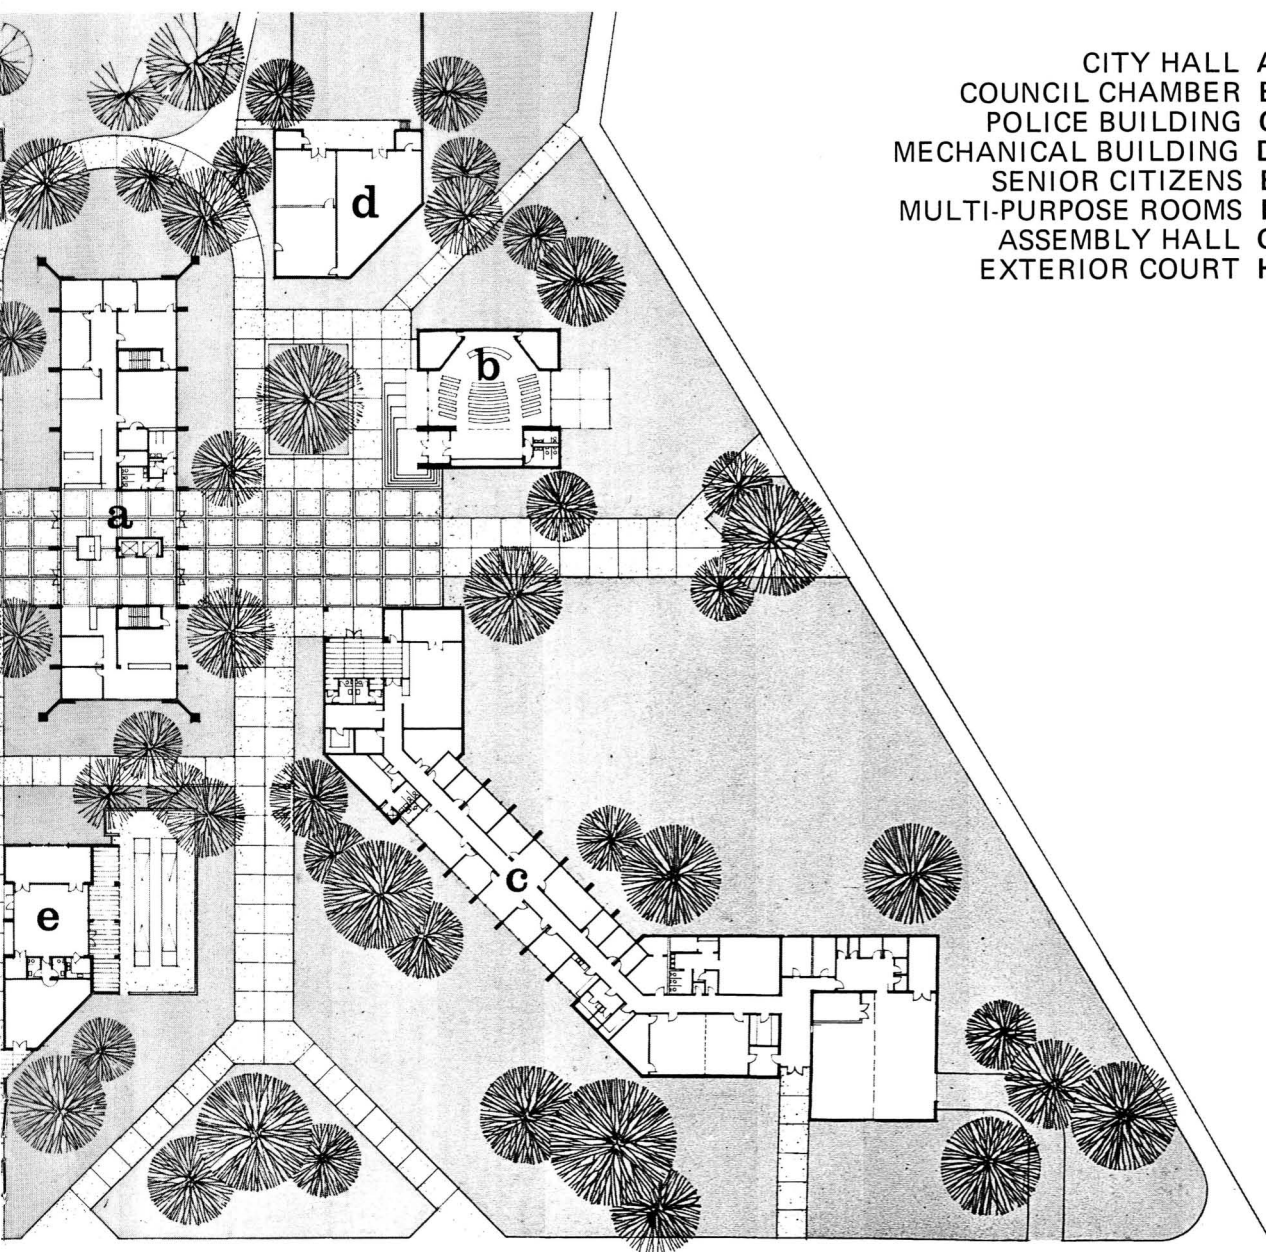 CITY HALL A
COUNCIL CHAMBER B
POLICE BUILDING C
MECHANICAL BUILDING D
SENIOR CITIZENS E
MULTI-PURPOSE ROOMS
ASSEMBLY HALL
EXTERIOR COURT H
d
b
a
c
e